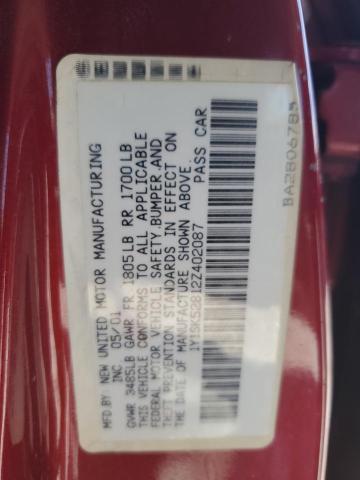 MFD BY NEW UNITED MOTOR MANUFACTURING
INC 05/01
GVWR 3485LB GAWR FR 1805LB RR 1700LB
THIS VEHICLE CONFORMS TO ALL APPLICABLE
FEDERAL MOTOR VEHICLE SAFETY,BUMPER,AND
THEFT PREVENTION STANDARDS IN EFFECT ON
THE DATE OF MANUFACTURE SHOWN ABOVE.
1Y1SK52812Z402087 PASS CAR
BA2806785